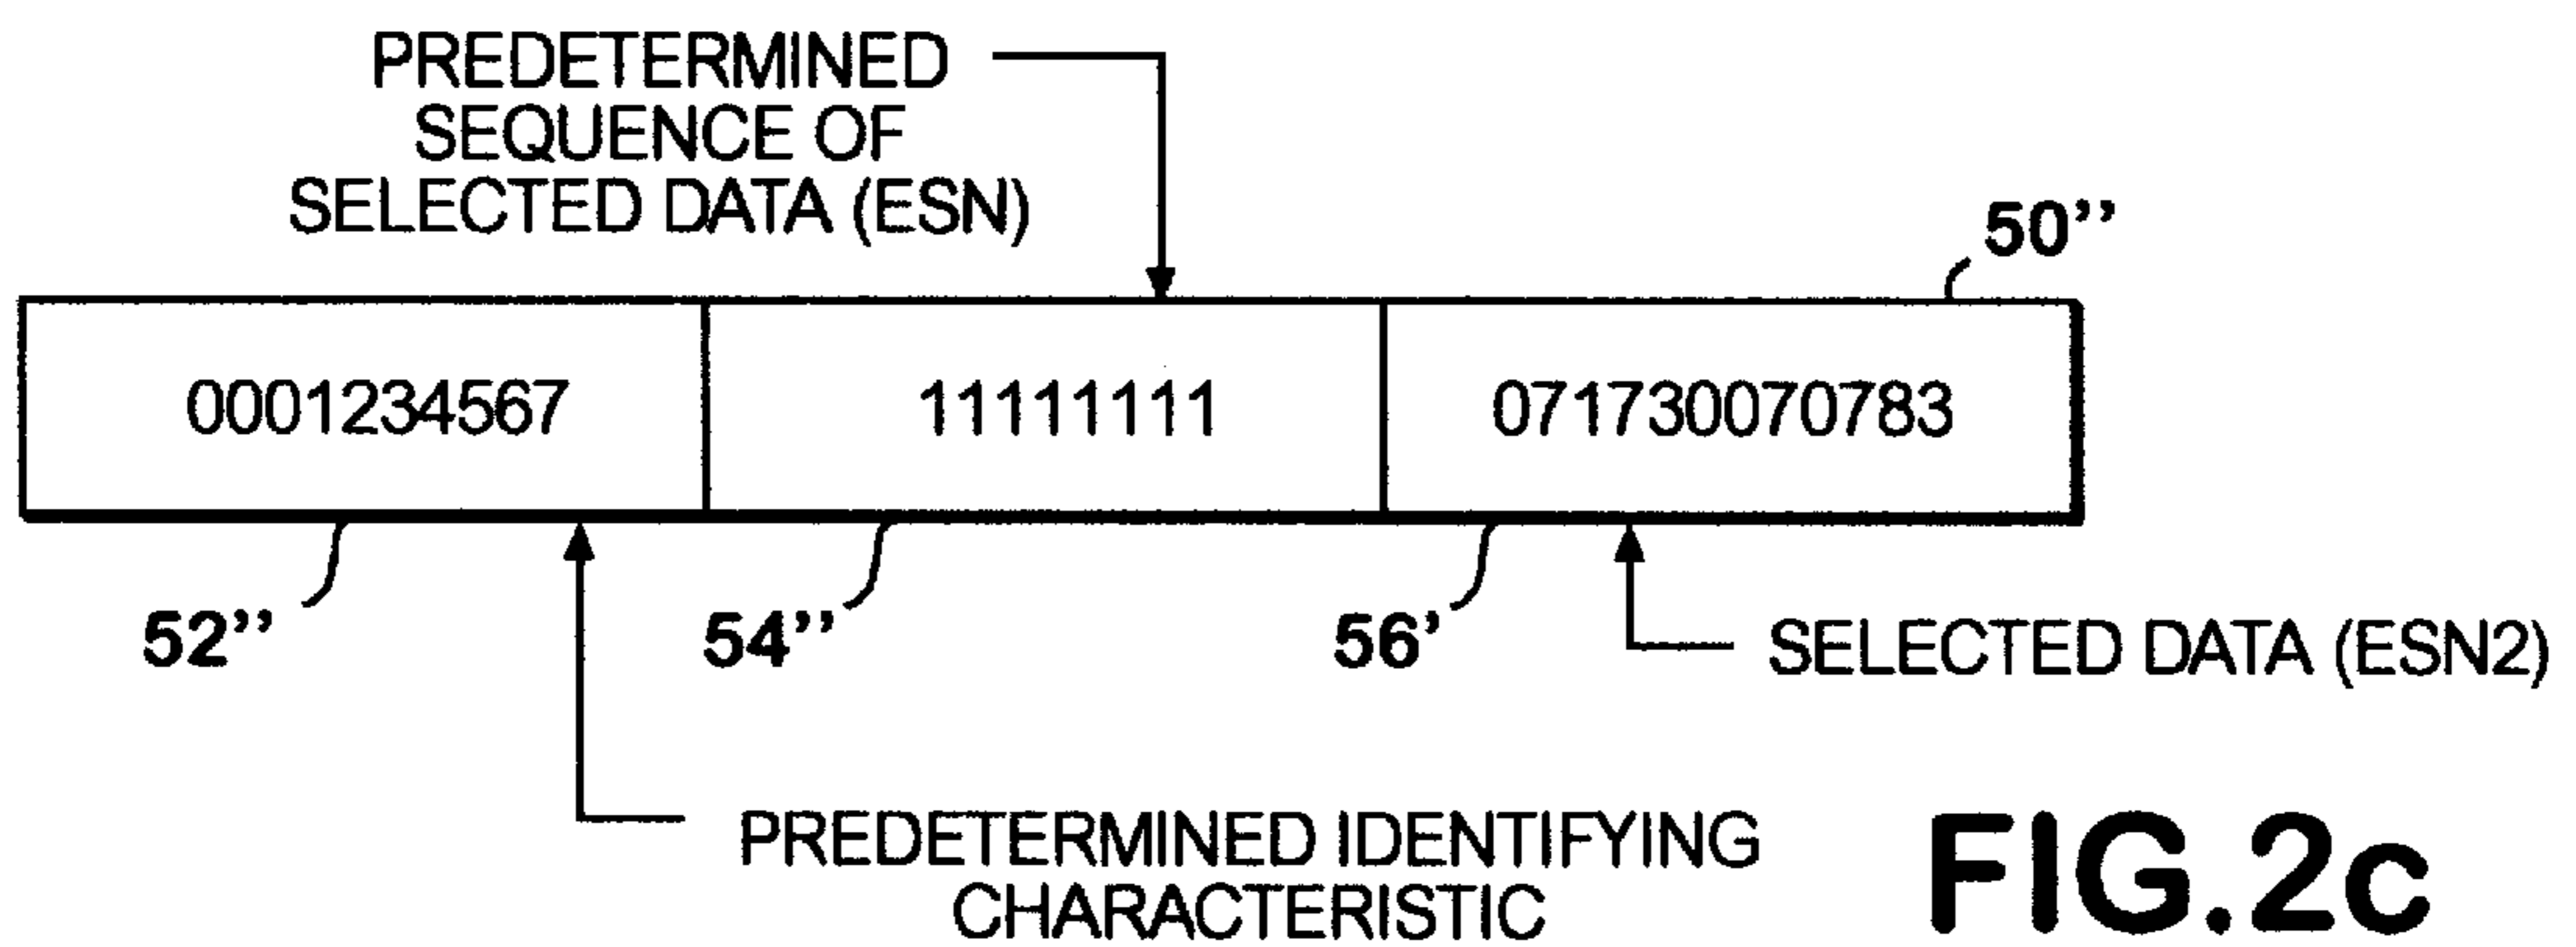 PREDETERMINED
SEQUENCE OF
SELECTED DATA (ESN)
50’’
0001234567 11111111 071730070783
52’’ 54’’ 56’
SELECTED DATA (ESN2)
PREDETERMINED IDENTIFYING
CHARACTERISTIC
FIG.2c